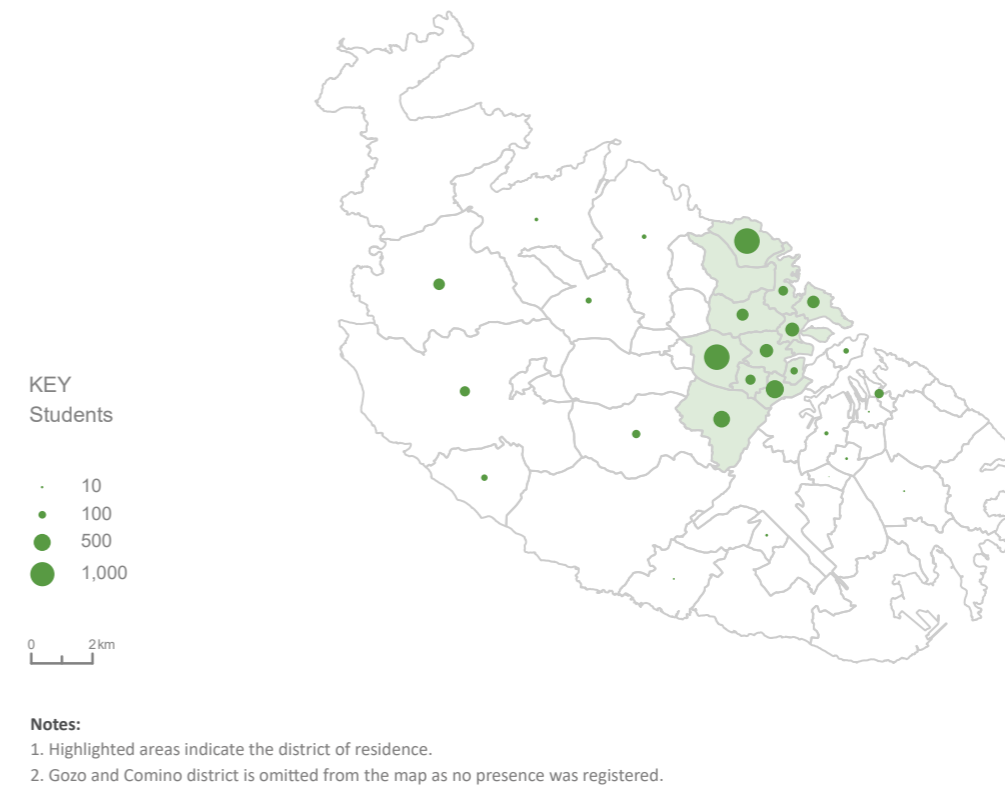 KEY
Students
10
100
500
1,000
0 2km
Notes:
1. Highlighted areas indicate the district of residence.
2. Gozo and Comino district is omitted from the map as no presence was registered.